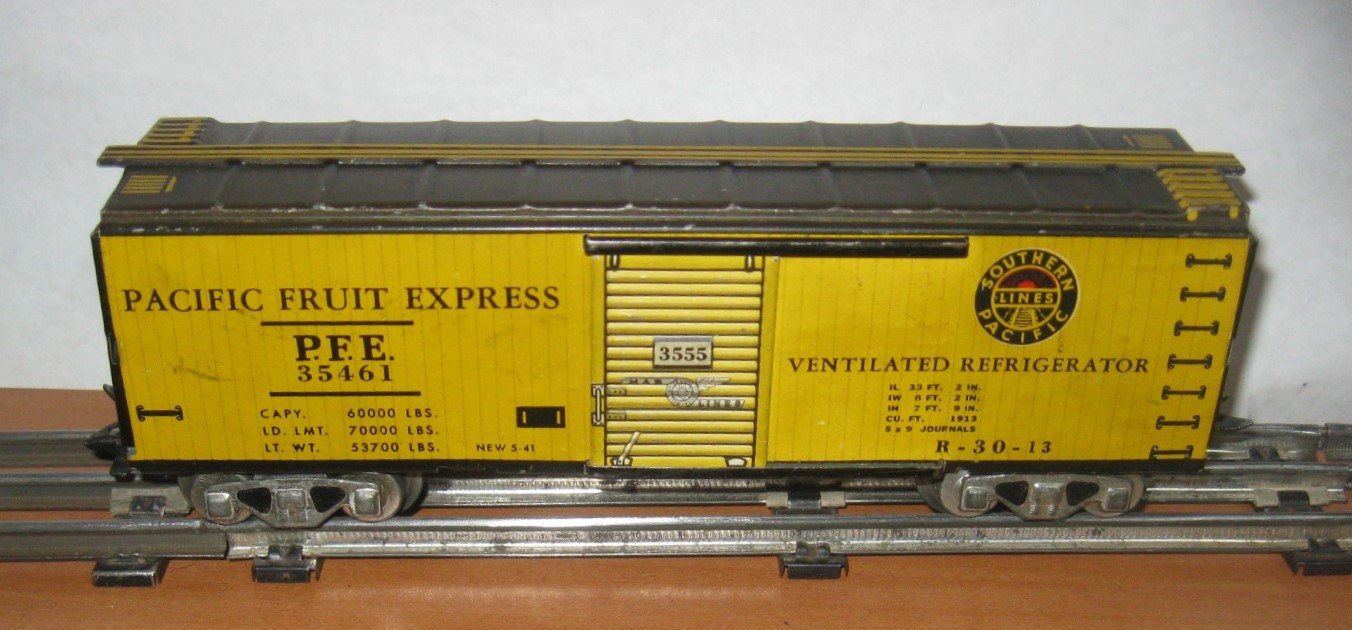 PACIFIC FRUIT EXPRESS
P.F.E.
35461
CAPY. 60000 LBS.
LD. LMT. 70000 LBS.
LT. WT. 53700 LBS.
NEW 5-41
3555
LINES
SOUTHERN
LINES
PACIFIC
VENTILATED REFRIGERATOR
IL 33 FT. 2 IN.
IW 8 FT. 2 IN.
IH 7 FT. 9 IN.
CU. FT. 1913
5 x 9 JOURNALS
R-30-13